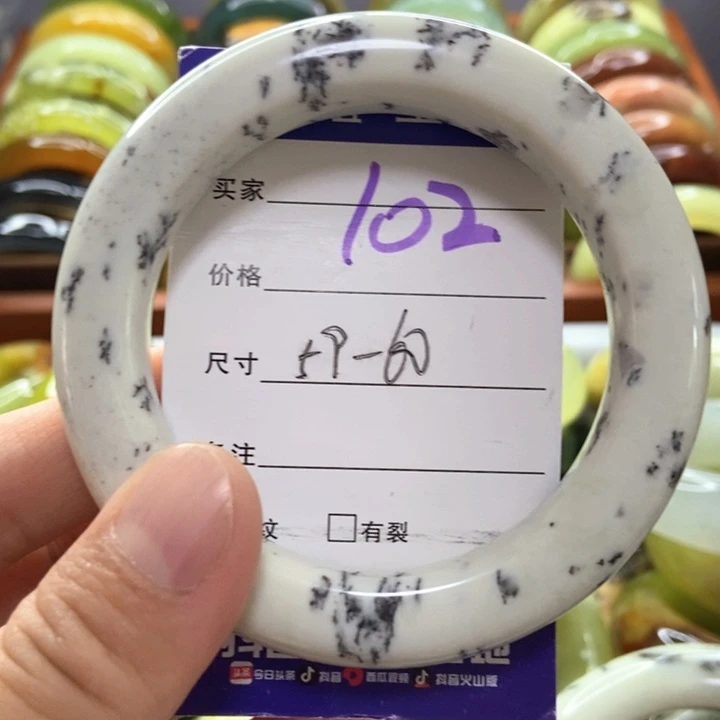 买家 102
价格
尺寸 59-60
备注
纹 有裂
今日头条 抖音 西瓜视频 抖音火山版